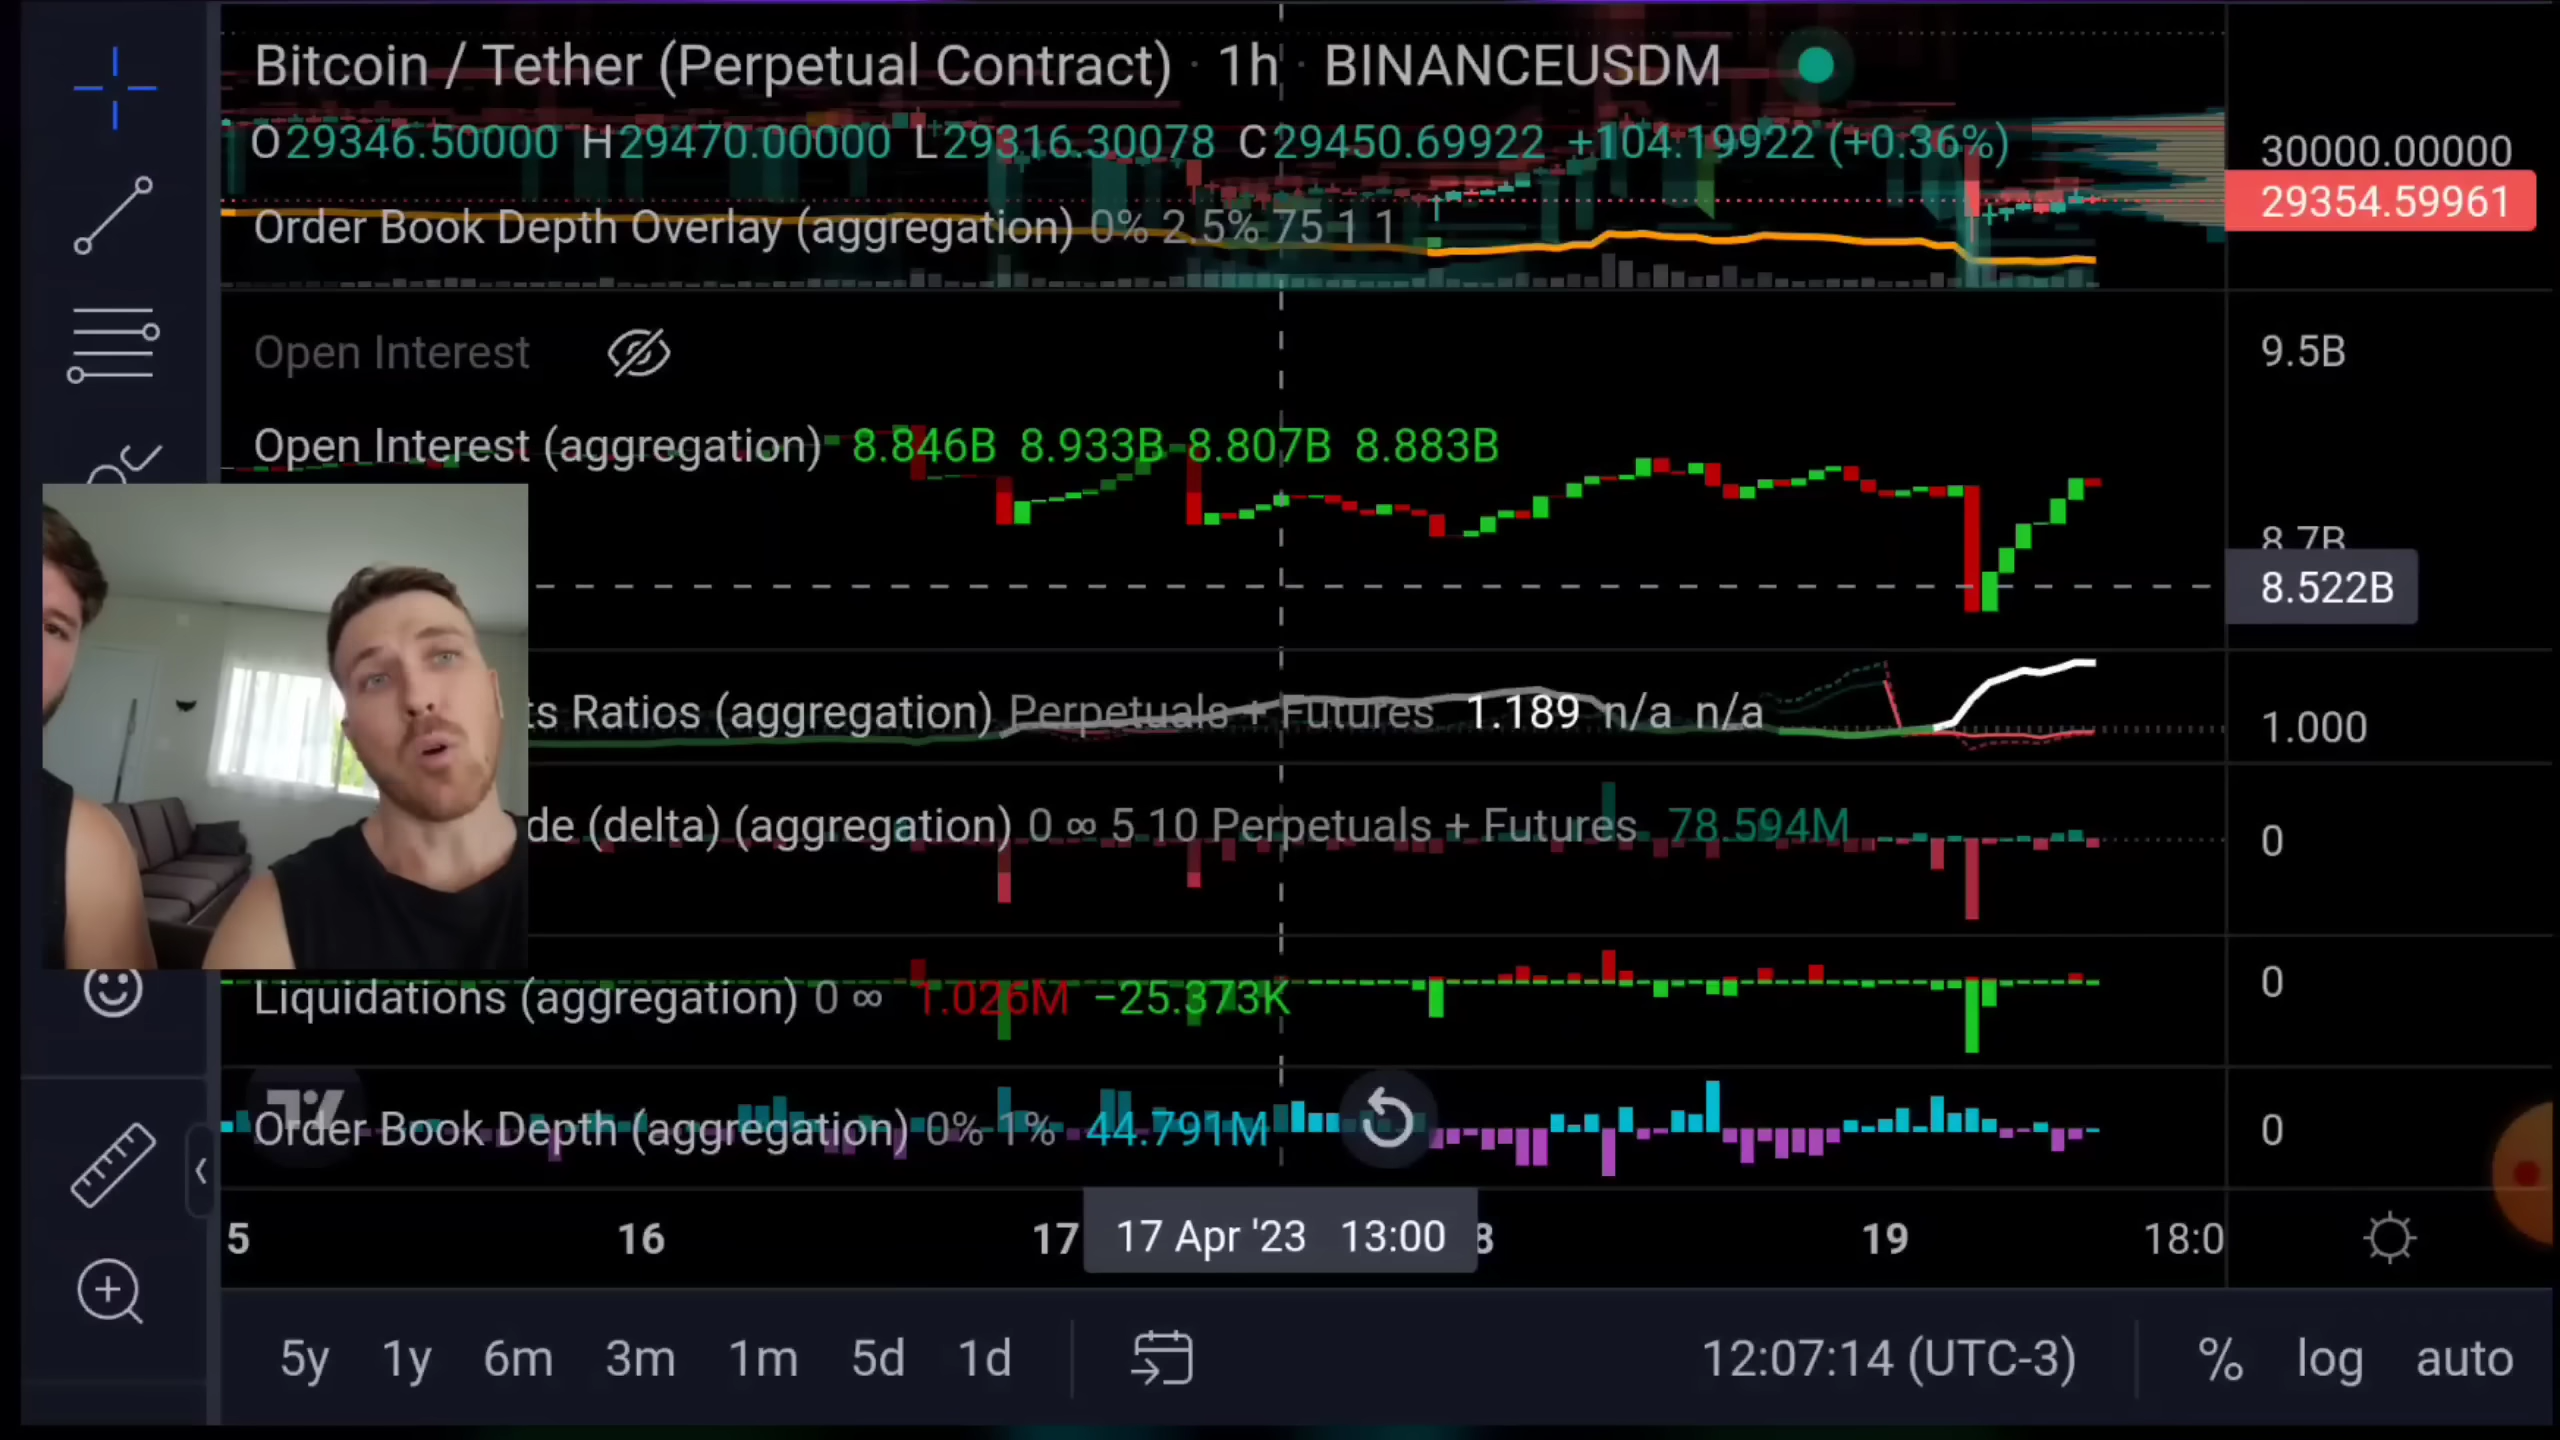 Bitcoin / Tether (Perpetual Contract) · 1h · BINANCEUSDM
O29346.50000 H29470.00000 L29316.30078 C29450.69922 +104.19922 (+0.36%)
30000.00000
29354.59961
Order Book Depth Overlay (aggregation) 0% 2.5% 75 1 1
Open Interest
9.5B
Open Interest (aggregation) 8.846B 8.933B 8.807B 8.883B
8.7B
8.522B
ts Ratios (aggregation) Perpetuals + Futures 1.189 n/a n/a
1.000
de (delta) (aggregation) 0 ∞ 5 10 Perpetuals + Futures 78.594M
0
Liquidations (aggregation) 0 ∞ 1.026M −25.373K
0
Order Book Depth (aggregation) 0% 1% 44.791M
0
5 16 17 17 Apr '23 13:00 8 19 18:0
5y 1y 6m 3m 1m 5d 1d 12:07:14 (UTC-3) % log auto